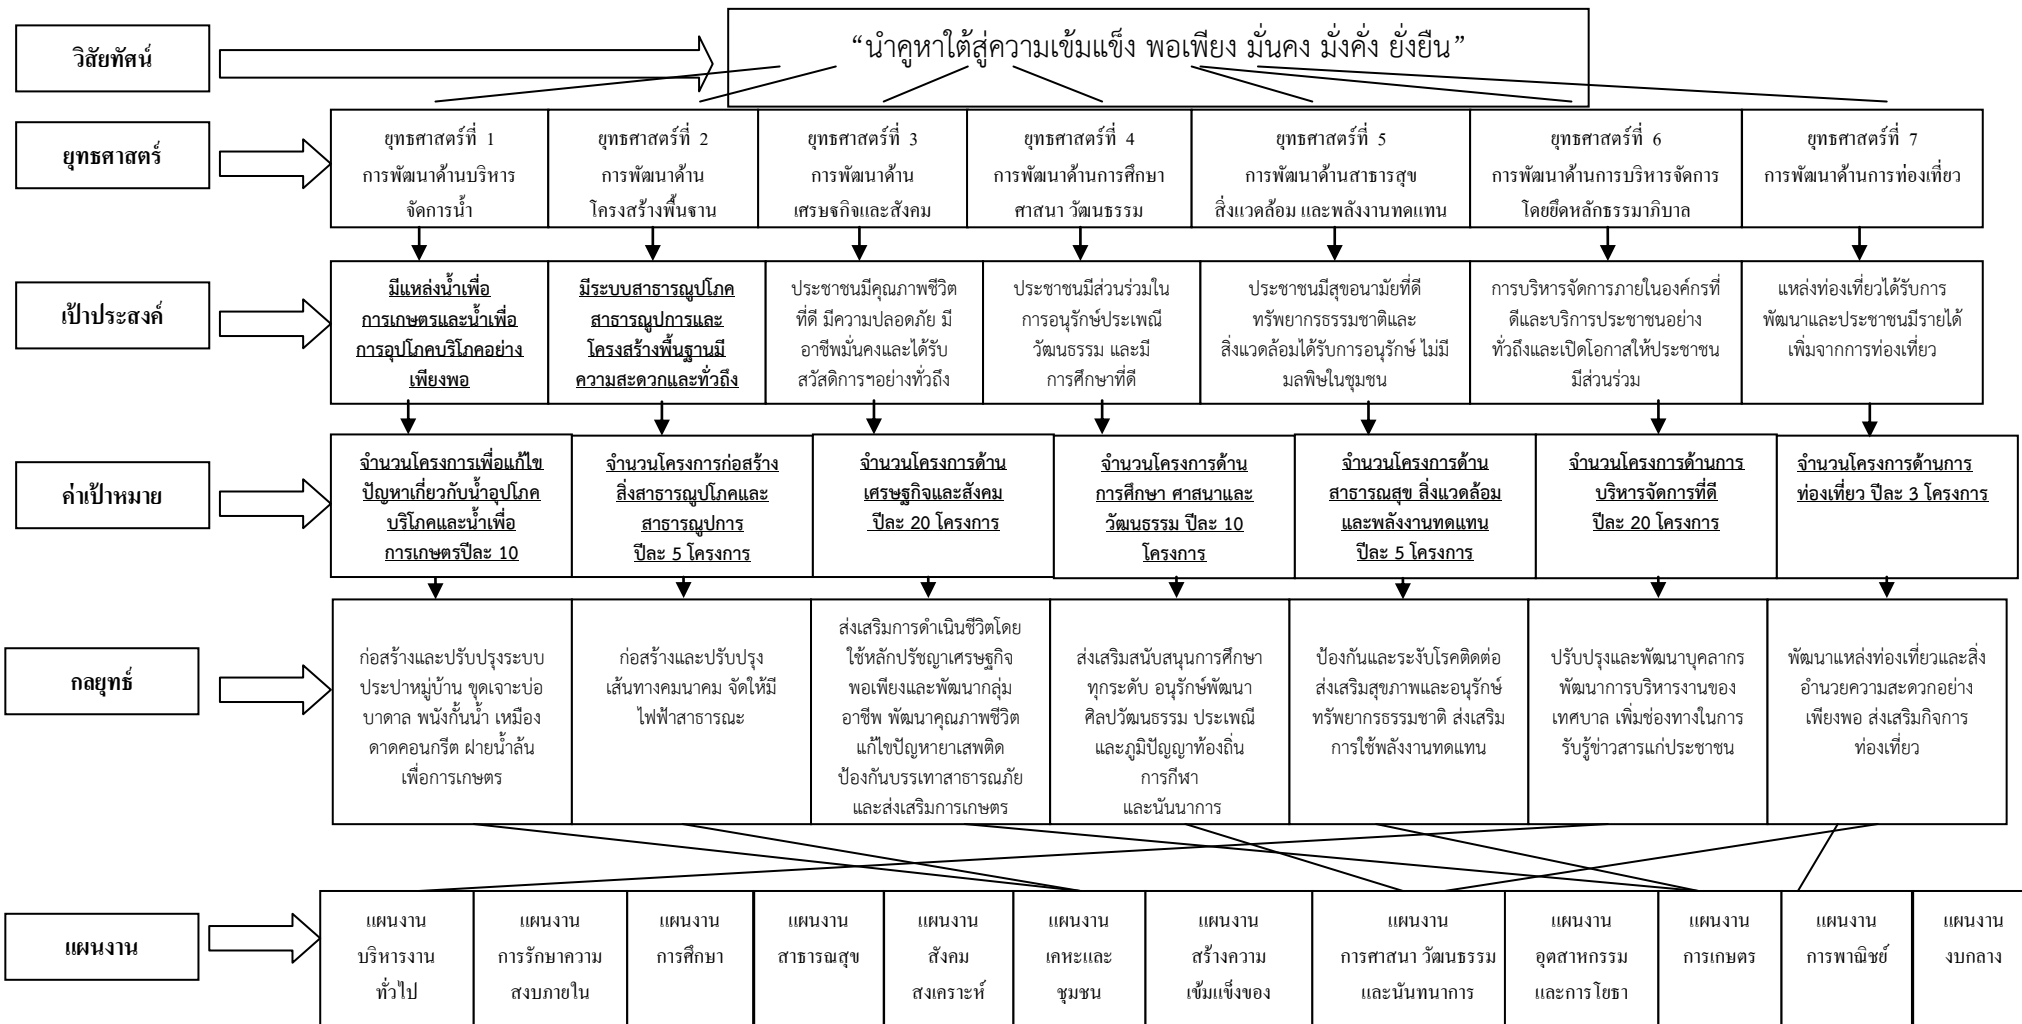 วิสัยทัศน์
“นำคูหาใต้สู่ความเข้มแข็ง พอเพียง มั่นคง มั่งคั่ง ยั่งยืน”
ยุทธศาสตร์
ยุทธศาสตร์ที่ 1
การพัฒนาด้านบริหาร
จัดการน้ำ
ยุทธศาสตร์ที่ 2
การพัฒนาด้าน
โครงสร้างพื้นฐาน
ยุทธศาสตร์ที่ 3
การพัฒนาด้าน
เศรษฐกิจและสังคม
ยุทธศาสตร์ที่ 4
การพัฒนาด้านการศึกษา
ศาสนา วัฒนธรรม
ยุทธศาสตร์ที่ 5
การพัฒนาด้านสาธารสุข
สิ่งแวดล้อม และพลังงานทดแทน
ยุทธศาสตร์ที่ 6
การพัฒนาด้านการบริหารจัดการ
โดยยึดหลักธรรมาภิบาล
ยุทธศาสตร์ที่ 7
การพัฒนาด้านการท่องเที่ยว
เป้าประสงค์
มีแหล่งน้ำเพื่อ
การเกษตรและน้ำเพื่อ
การอุปโภคบริโภคอย่าง
เพียงพอ
มีระบบสาธารณูปโภค
สาธารณูปการและ
โครงสร้างพื้นฐานมี
ความสะดวกและทั่วถึง
ประชาชนมีคุณภาพชีวิต
ที่ดี มีความปลอดภัย มี
อาชีพมั่นคงและได้รับ
สวัสดิการฯอย่างทั่วถึง
ประชาชนมีส่วนร่วมใน
การอนุรักษ์ประเพณี
วัฒนธรรม และมี
การศึกษาที่ดี
ประชาชนมีสุขอนามัยที่ดี
ทรัพยากรธรรมชาติและ
สิ่งแวดล้อมได้รับการอนุรักษ์ ไม่มี
มลพิษในชุมชน
การบริหารจัดการภายในองค์กรที่
ดีและบริการประชาชนอย่าง
ทั่วถึงและเปิดโอกาสให้ประชาชน
มีส่วนร่วม
แหล่งท่องเที่ยวได้รับการ
พัฒนาและประชาชนมีรายได้
เพิ่มจากการท่องเที่ยว
ค่าเป้าหมาย
จำนวนโครงการเพื่อแก้ไข
ปัญหาเกี่ยวกับน้ำอุปโภค
บริโภคและน้ำเพื่อ
การเกษตรปีละ 10
จำนวนโครงการก่อสร้าง
สิ่งสาธารณูปโภคและ
สาธารณูปการ
ปีละ 5 โครงการ
จำนวนโครงการด้าน
เศรษฐกิจและสังคม
ปีละ 20 โครงการ
จำนวนโครงการด้าน
การศึกษา ศาสนาและ
วัฒนธรรม ปีละ 10
โครงการ
จำนวนโครงการด้าน
สาธารณสุข สิ่งแวดล้อม
และพลังงานทดแทน
ปีละ 5 โครงการ
จำนวนโครงการด้านการ
บริหารจัดการที่ดี
ปีละ 20 โครงการ
จำนวนโครงการด้านการ
ท่องเที่ยว ปีละ 3 โครงการ
กลยุทธ์
ก่อสร้างและปรับปรุงระบบ
ประปาหมู่บ้าน ขุดเจาะบ่อ
บาดาล พนังกั้นน้ำ เหมือง
ดาดคอนกรีต ฝายน้ำล้น
เพื่อการเกษตร
ก่อสร้างและปรับปรุง
เส้นทางคมนาคม จัดให้มี
ไฟฟ้าสาธารณะ
ส่งเสริมการดำเนินชีวิตโดย
ใช้หลักปรัชญาเศรษฐกิจ
พอเพียงและพัฒนากลุ่ม
อาชีพ พัฒนาคุณภาพชีวิต
แก้ไขปัญหายาเสพติด
ป้องกันบรรเทาสาธารณภัย
และส่งเสริมการเกษตร
ส่งเสริมสนับสนุนการศึกษา
ทุกระดับ อนุรักษ์พัฒนา
ศิลปวัฒนธรรม ประเพณี
และภูมิปัญญาท้องถิ่น
การกีฬา
และนันนาการ
ป้องกันและระงับโรคติดต่อ
ส่งเสริมสุขภาพและอนุรักษ์
ทรัพยากรธรรมชาติ ส่งเสริม
การใช้พลังงานทดแทน
ปรับปรุงและพัฒนาบุคลากร
พัฒนาการบริหารงานของ
เทศบาล เพิ่มช่องทางในการ
รับรู้ข่าวสารแก่ประชาชน
พัฒนาแหล่งท่องเที่ยวและสิ่ง
อำนวยความสะดวกอย่าง
เพียงพอ ส่งเสริมกิจการ
ท่องเที่ยว
แผนงาน
แผนงาน
บริหารงาน
ทั่วไป
แผนงาน
การรักษาความ
สงบภายใน
แผนงาน
การศึกษา
แผนงาน
สาธารณสุข
แผนงาน
สังคม
สงเคราะห์
แผนงาน
เคหะและ
ชุมชน
แผนงาน
สร้างความ
เข้มแข็งของ
แผนงาน
การศาสนา วัฒนธรรม
และนันทนาการ
แผนงาน
อุตสาหกรรม
และการโยธา
แผนงาน
การเกษตร
แผนงาน
การพาณิชย์
แผนงาน
งบกลาง